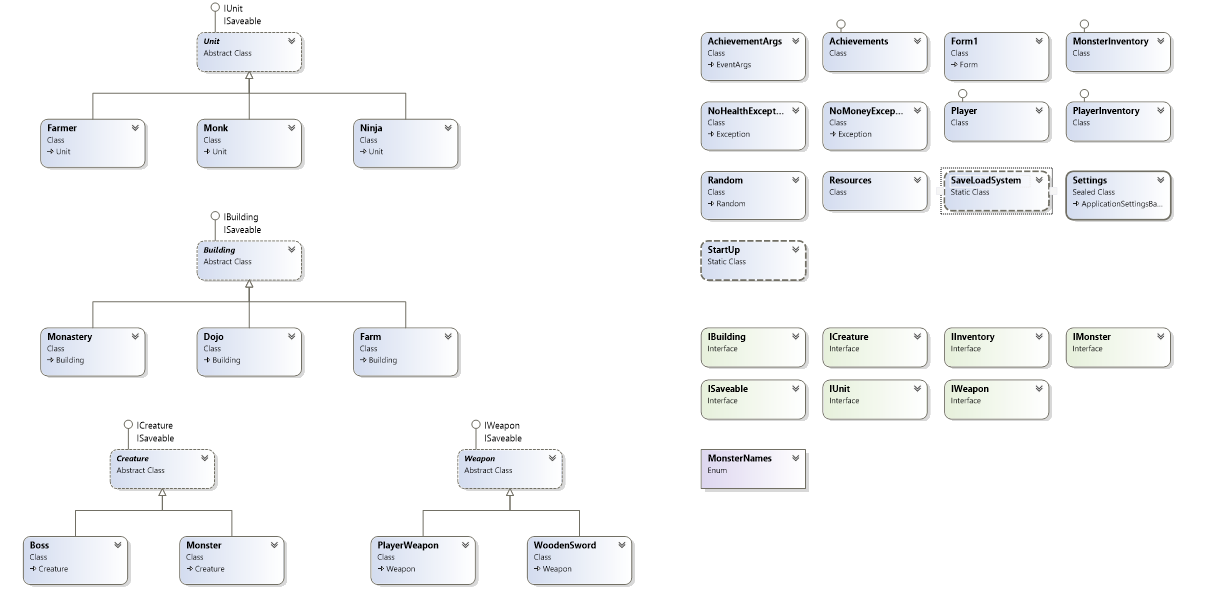 IUnit
ISaveable
Unit
Abstract Class
Farmer
Class
Unit
Monk
Class
Unit
Ninja
Class
Unit
IBuilding
ISaveable
Building
Abstract Class
Monastery
Class
Building
Dojo
Class
Building
Farm
Class
Building
ICreature
ISaveable
Creature
Abstract Class
Boss
Class
Creature
Monster
Class
Creature
IWeapon
ISaveable
Weapon
Abstract Class
PlayerWeapon
Class
Weapon
WoodenSword
Class
Weapon
AchievementArgs
Class
EventArgs
Achievements
Class
Form1
Class
Form
MonsterInventory
Class
NoHealthExcept...
Class
Exception
NoMoneyExcep...
Class
Exception
Player
Class
PlayerInventory
Class
Random
Class
Random
Resources
Class
SaveLoadSystem
Static Class
Settings
Sealed Class
ApplicationSettingsBa...
StartUp
Static Class
IBuilding
Interface
ICreature
Interface
IInventory
Interface
IMonster
Interface
ISaveable
Interface
IUnit
Interface
IWeapon
Interface
MonsterNames
Enum